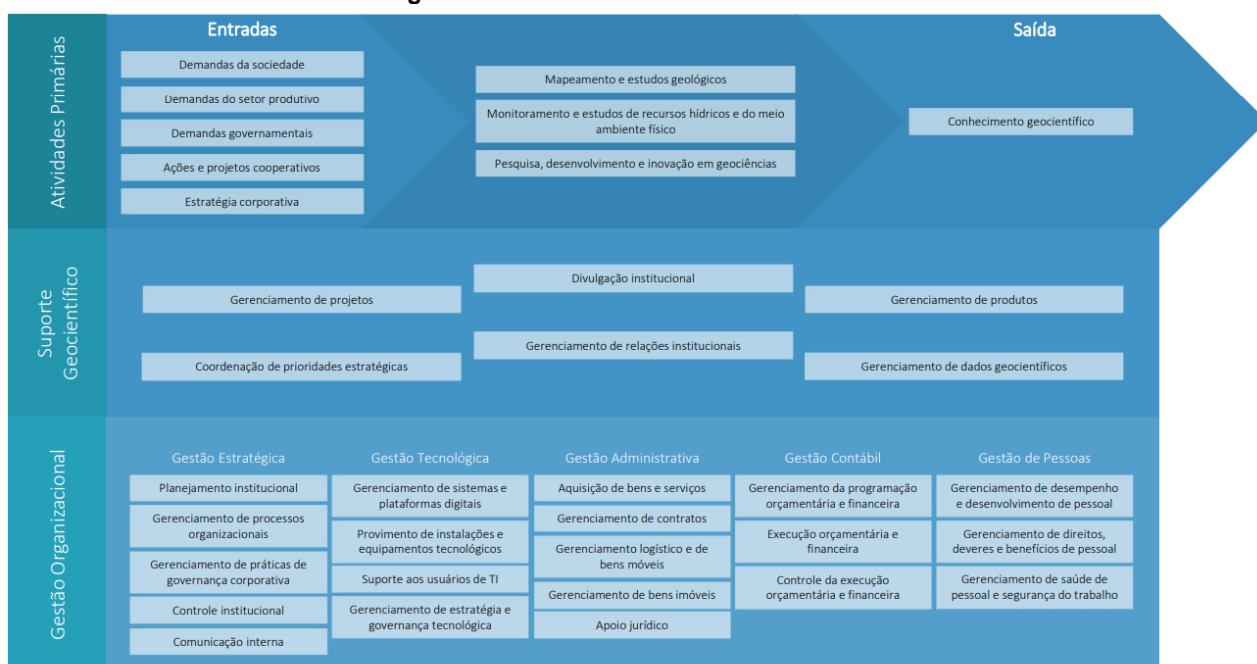 Atividades Primárias
Entradas
Demandas da sociedade
Demandas do setor produtivo
Demandas governamentais
Ações e projetos cooperativos
Estratégia corporativa
Mapeamento e estudos geológicos
Monitoramento e estudos de recursos hídricos e do meio
ambiente físico
Pesquisa, desenvolvimento e inovação em geociências
Saída
Conhecimento geocientífico
Suporte
Geocientífico
Gerenciamento de projetos
Coordenação de prioridades estratégicas
Divulgação institucional
Gerenciamento de relações institucionais
Gerenciamento de produtos
Gerenciamento de dados geocientíficos
Gestão Organizacional
Gestão Estratégica
Planejamento institucional
Gerenciamento de processos
organizacionais
Gerenciamento de práticas de
governança corporativa
Controle institucional
Comunicação interna
Gestão Tecnológica
Gerenciamento de sistemas e
plataformas digitais
Provimento de instalações e
equipamentos tecnológicos
Suporte aos usuários de TI
Gerenciamento de estratégia e
governança tecnológica
Gestão Administrativa
Aquisição de bens e serviços
Gerenciamento de contratos
Gerenciamento logístico e de
bens móveis
Gerenciamento de bens imóveis
Apoio jurídico
Gestão Contábil
Gerenciamento da programação
orçamentária e financeira
Execução orçamentária e
financeira
Controle da execução
orçamentária e financeira
Gestão de Pessoas
Gerenciamento de desempenho
e desenvolvimento de pessoal
Gerenciamento de direitos,
deveres e benefícios de pessoal
Gerenciamento de saúde de
pessoal e segurança do trabalho